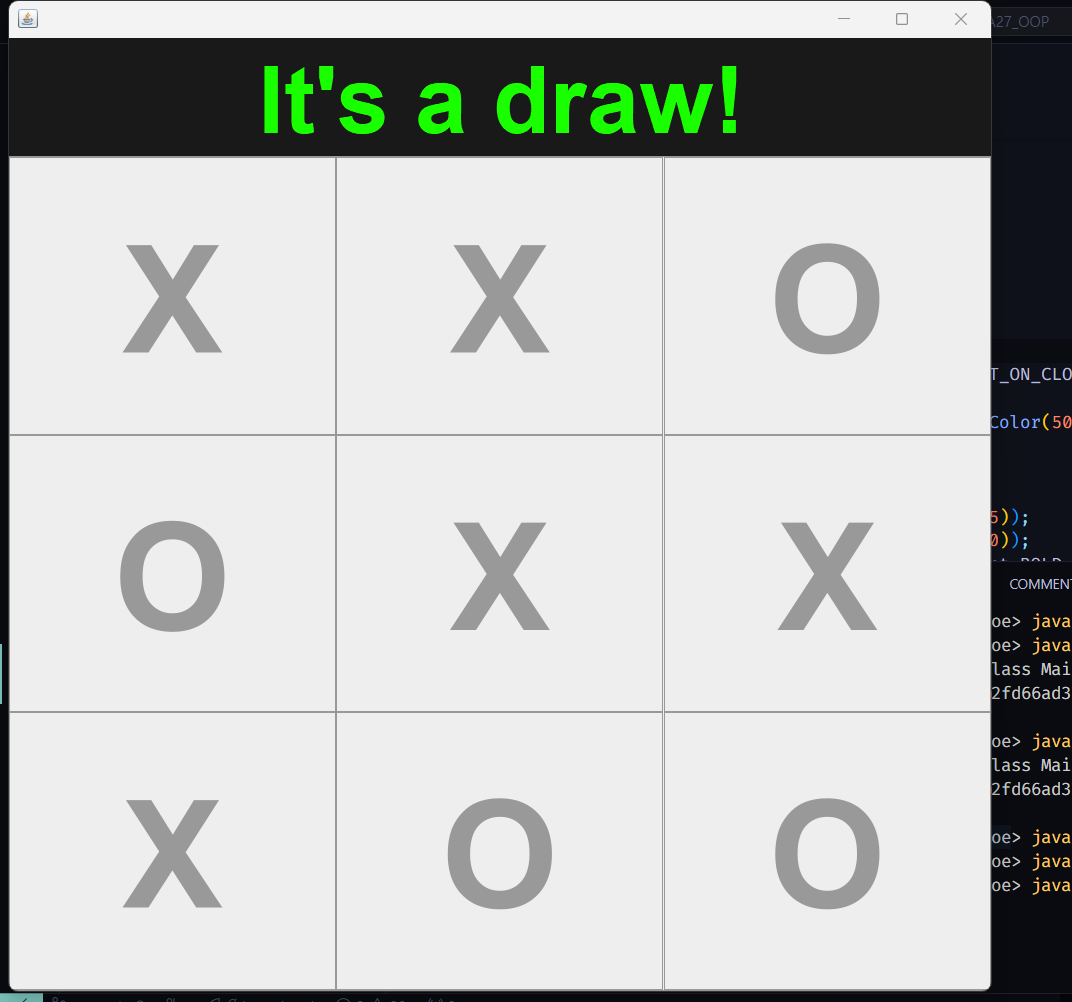 A27_OOP
It's a draw!
X X O
O X X
X O O
T_ON_CLO
Color(50
5));
0));
COMMENT
oe> java
oe> java
lass Mai
2fd66ad3
oe> java
lass Mai
2fd66ad3
oe> java
oe> java
oe> java